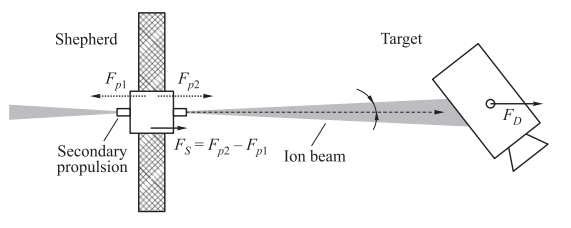 Shepherd
Target
F_{p1}
F_{p2}
F_D
Secondary
propulsion
F_S = F_{p2} – F_{p1}
Ion beam